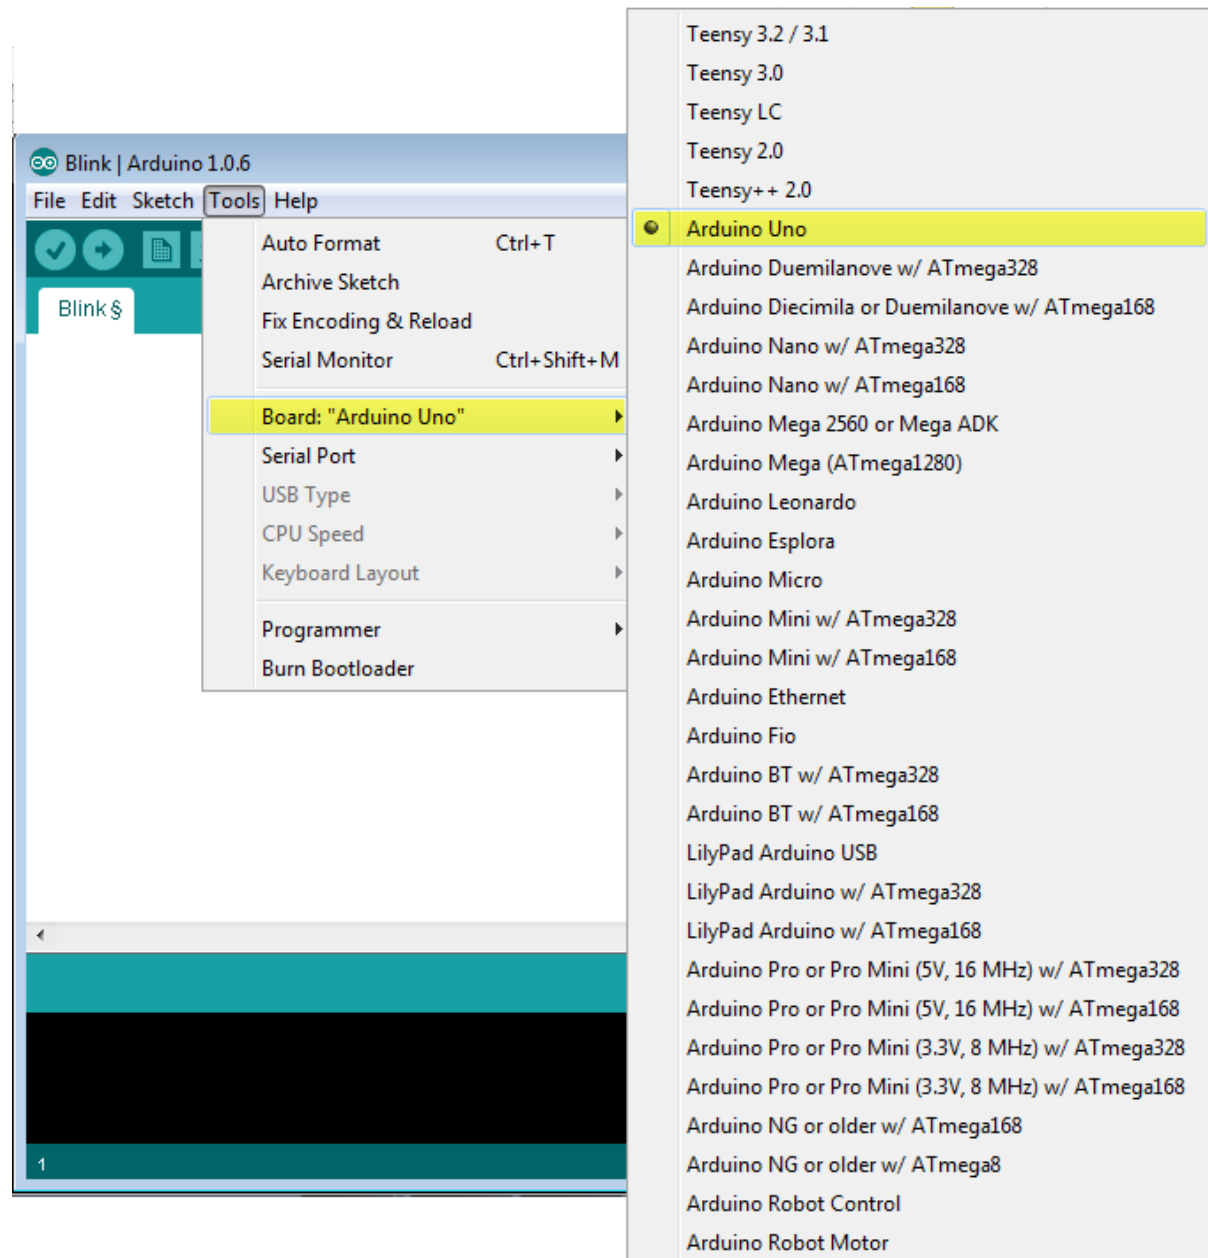 Blink | Arduino 1.0.6
File Edit Sketch Tools Help
Blink §
Auto Format Ctrl+T
Archive Sketch
Fix Encoding & Reload
Serial Monitor Ctrl+Shift+M
Board: "Arduino Uno"
Serial Port
USB Type
CPU Speed
Keyboard Layout
Programmer
Burn Bootloader
1
Teensy 3.2 / 3.1
Teensy 3.0
Teensy LC
Teensy 2.0
Teensy++ 2.0
Arduino Uno
Arduino Duemilanove w/ ATmega328
Arduino Diecimila or Duemilanove w/ ATmega168
Arduino Nano w/ ATmega328
Arduino Nano w/ ATmega168
Arduino Mega 2560 or Mega ADK
Arduino Mega (ATmega1280)
Arduino Leonardo
Arduino Esplora
Arduino Micro
Arduino Mini w/ ATmega328
Arduino Mini w/ ATmega168
Arduino Ethernet
Arduino Fio
Arduino BT w/ ATmega328
Arduino BT w/ ATmega168
LilyPad Arduino USB
LilyPad Arduino w/ ATmega328
LilyPad Arduino w/ ATmega168
Arduino Pro or Pro Mini (5V, 16 MHz) w/ ATmega328
Arduino Pro or Pro Mini (5V, 16 MHz) w/ ATmega168
Arduino Pro or Pro Mini (3.3V, 8 MHz) w/ ATmega328
Arduino Pro or Pro Mini (3.3V, 8 MHz) w/ ATmega168
Arduino NG or older w/ ATmega168
Arduino NG or older w/ ATmega8
Arduino Robot Control
Arduino Robot Motor